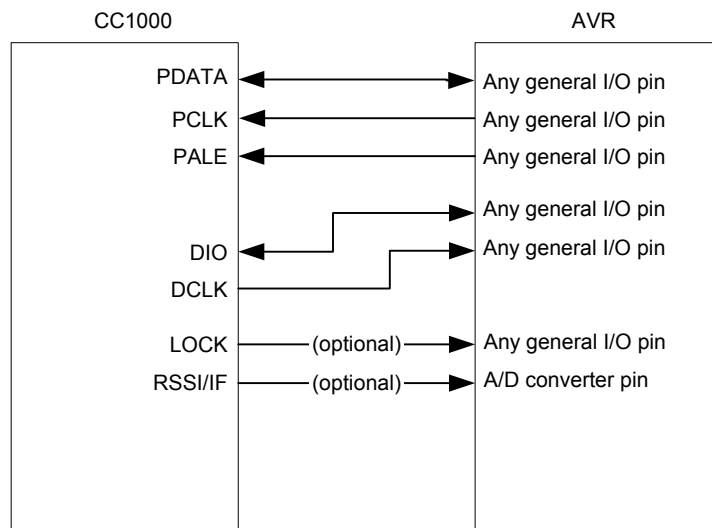 CC1000 AVR
PDATA Any general I/O pin
PCLK Any general I/O pin
PALE Any general I/O pin
Any general I/O pin
DIO Any general I/O pin
DCLK
LOCK (optional) Any general I/O pin
RSSI/IF (optional) A/D converter pin